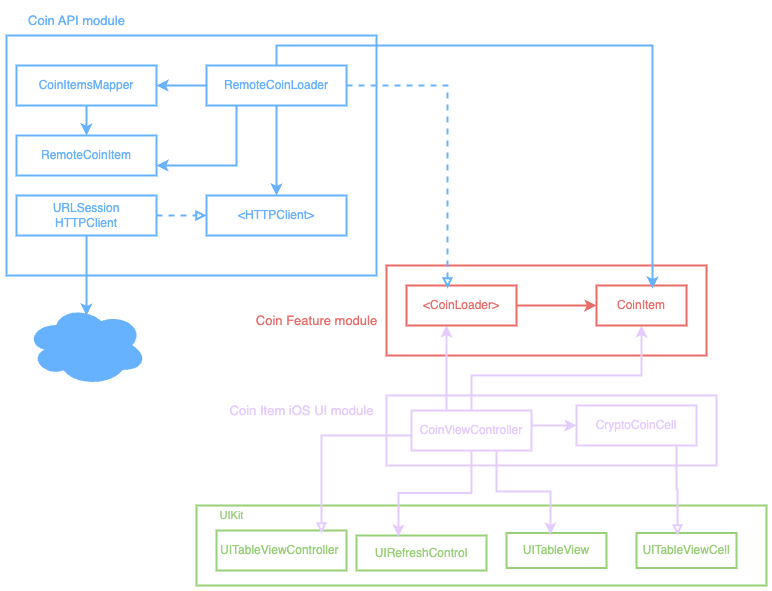 Coin API module
CoinItemsMapper
RemoteCoinLoader
RemoteCoinItem
URLSession
HTTPClient
<HTTPClient>
<CoinLoader>
CoinItem
Coin Feature module
Coin Item iOS UI module
CoinViewController
CryptoCoinCell
UIKit
UITableViewController
UIRefreshControl
UITableView
UITableViewCell